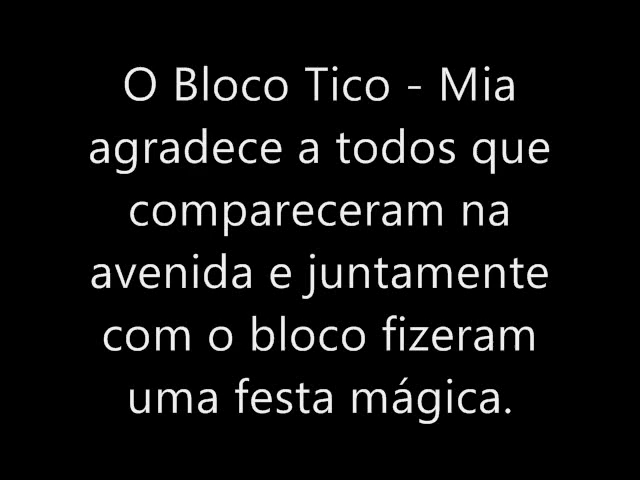 O Bloco Tico - Mia
agradece a todos que
compareceram na
avenida e juntamente
com o bloco fizeram
uma festa mágica.